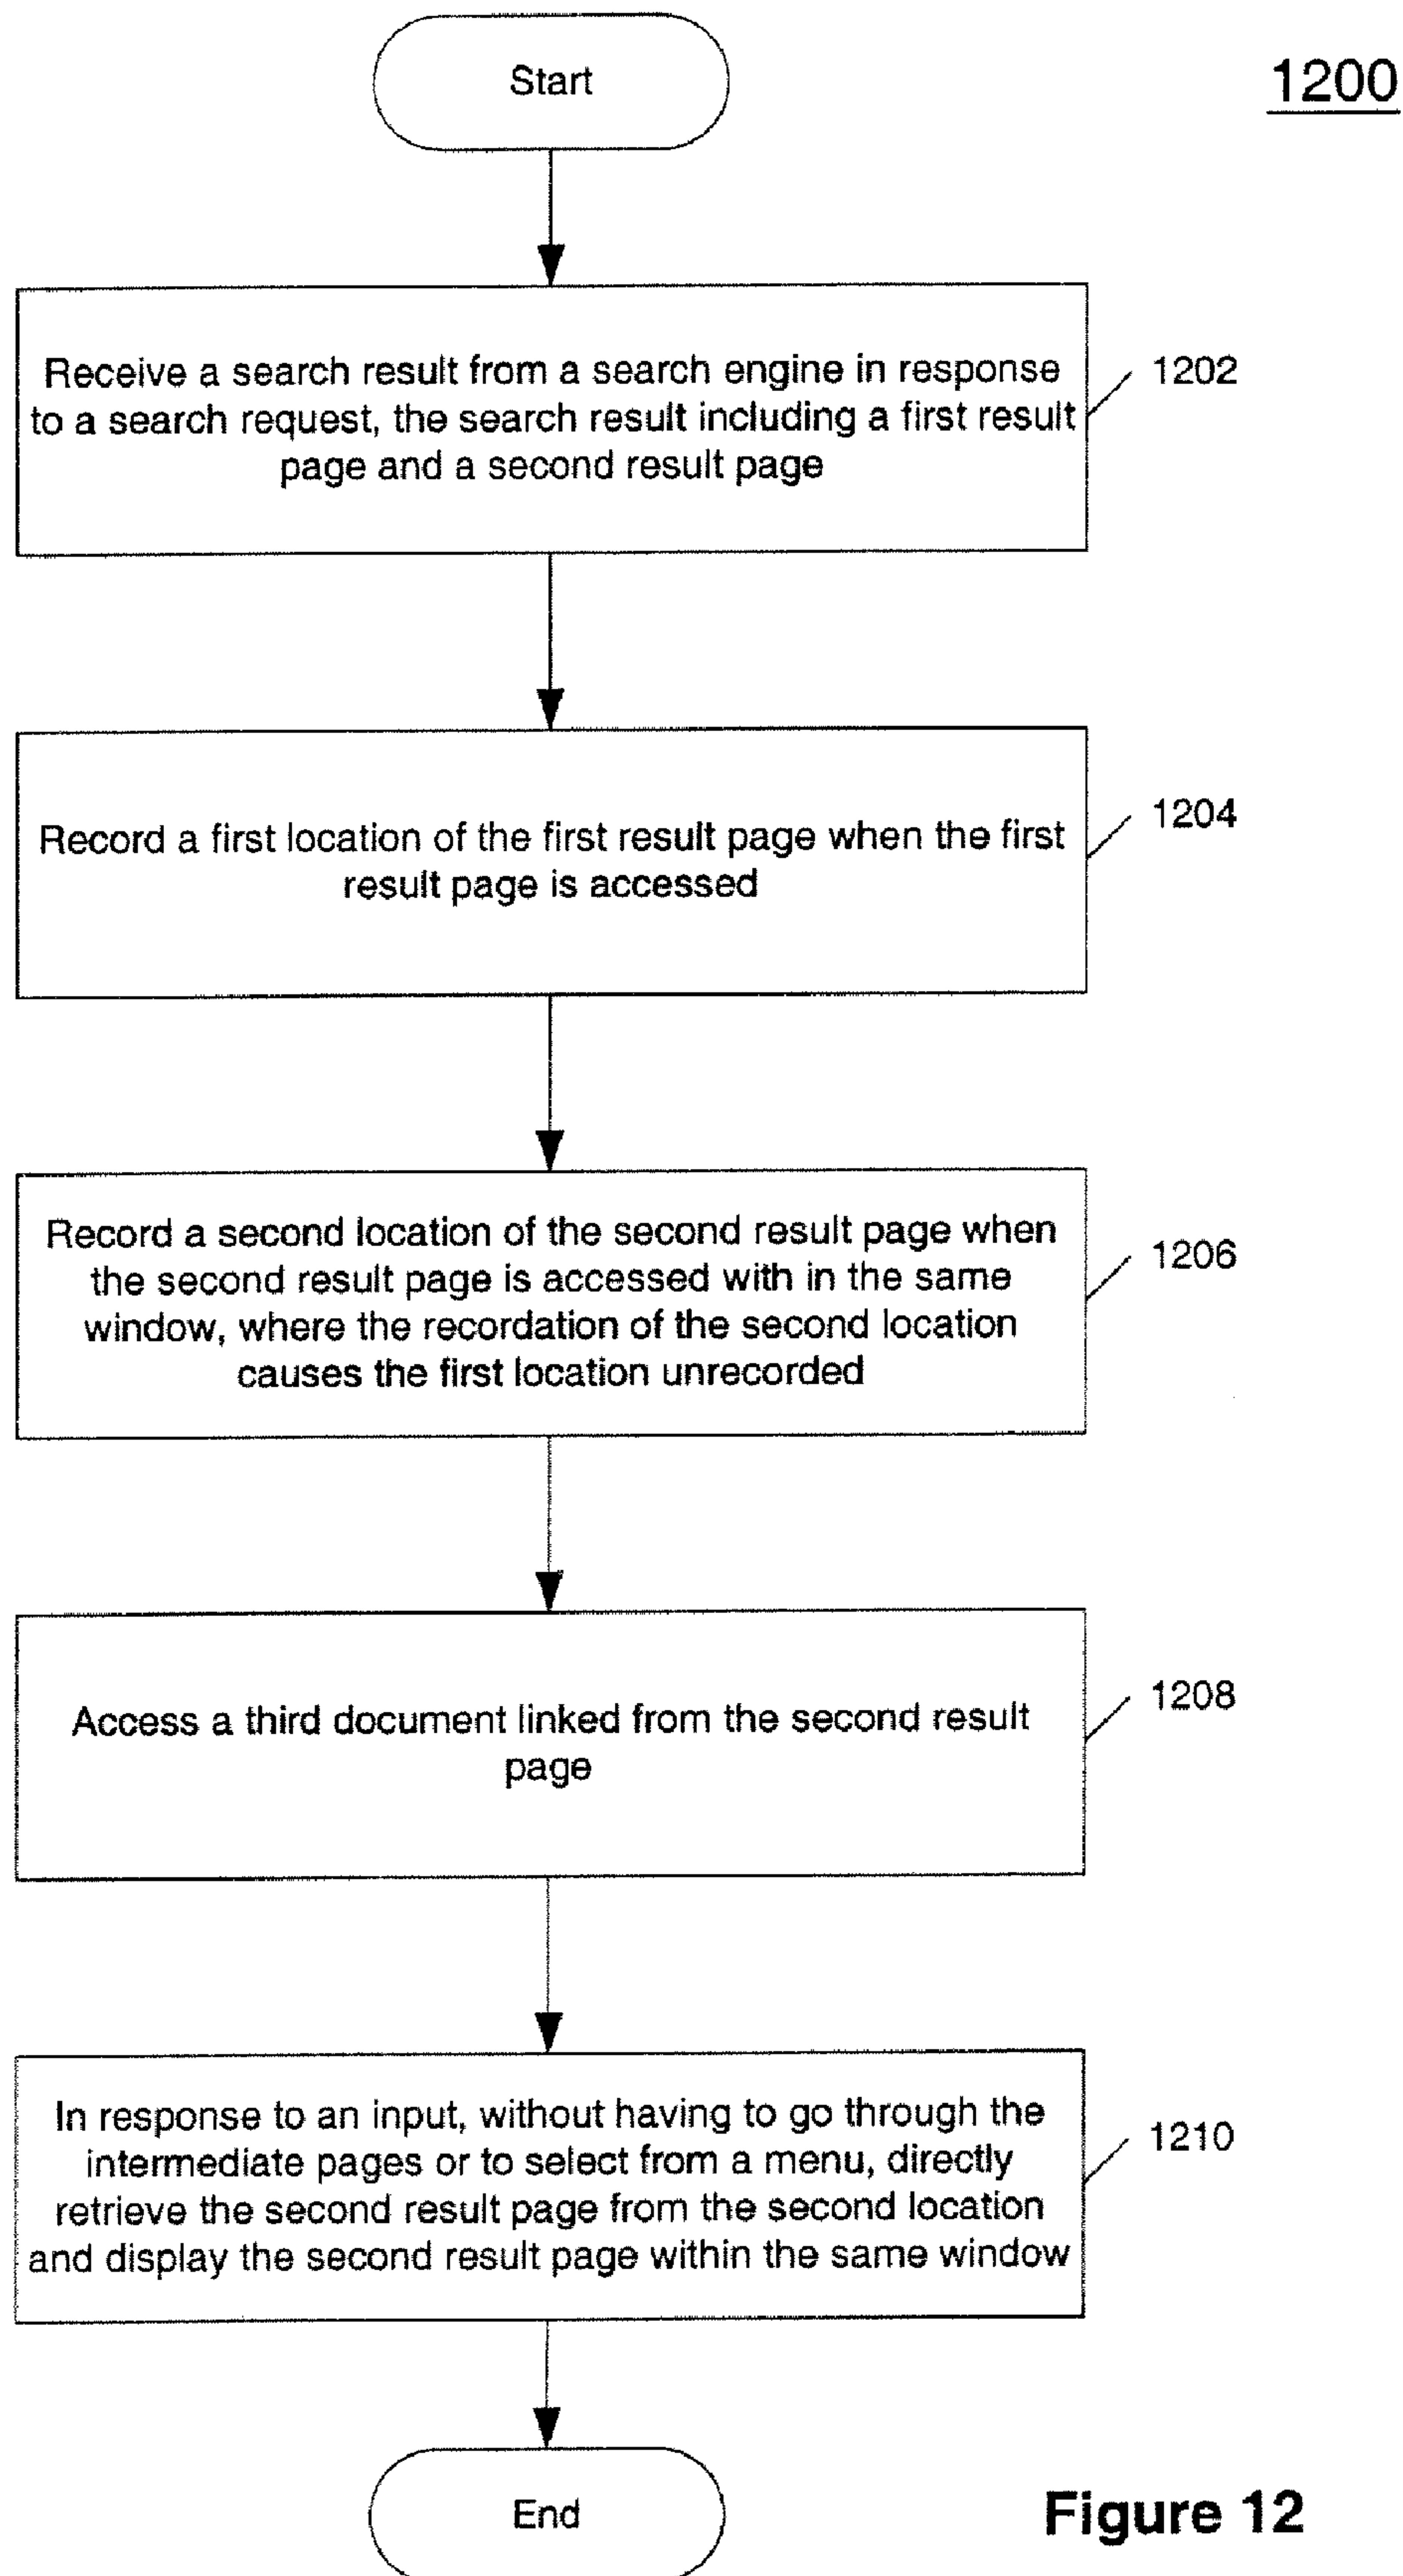 Start
1200
Receive a search result from a search engine in response
to a search request, the search result including a first result
page and a second result page
1202
Record a first location of the first result page when the first
result page is accessed
1204
Record a second location of the second result page when
the second result page is accessed with in the same
window, where the recordation of the second location
causes the first location unrecorded
1206
Access a third document linked from the second result
page
1208
In response to an input, without having to go through the
intermediate pages or to select from a menu, directly
retrieve the second result page from the second location
and display the second result page within the same window
1210
End
Figure 12